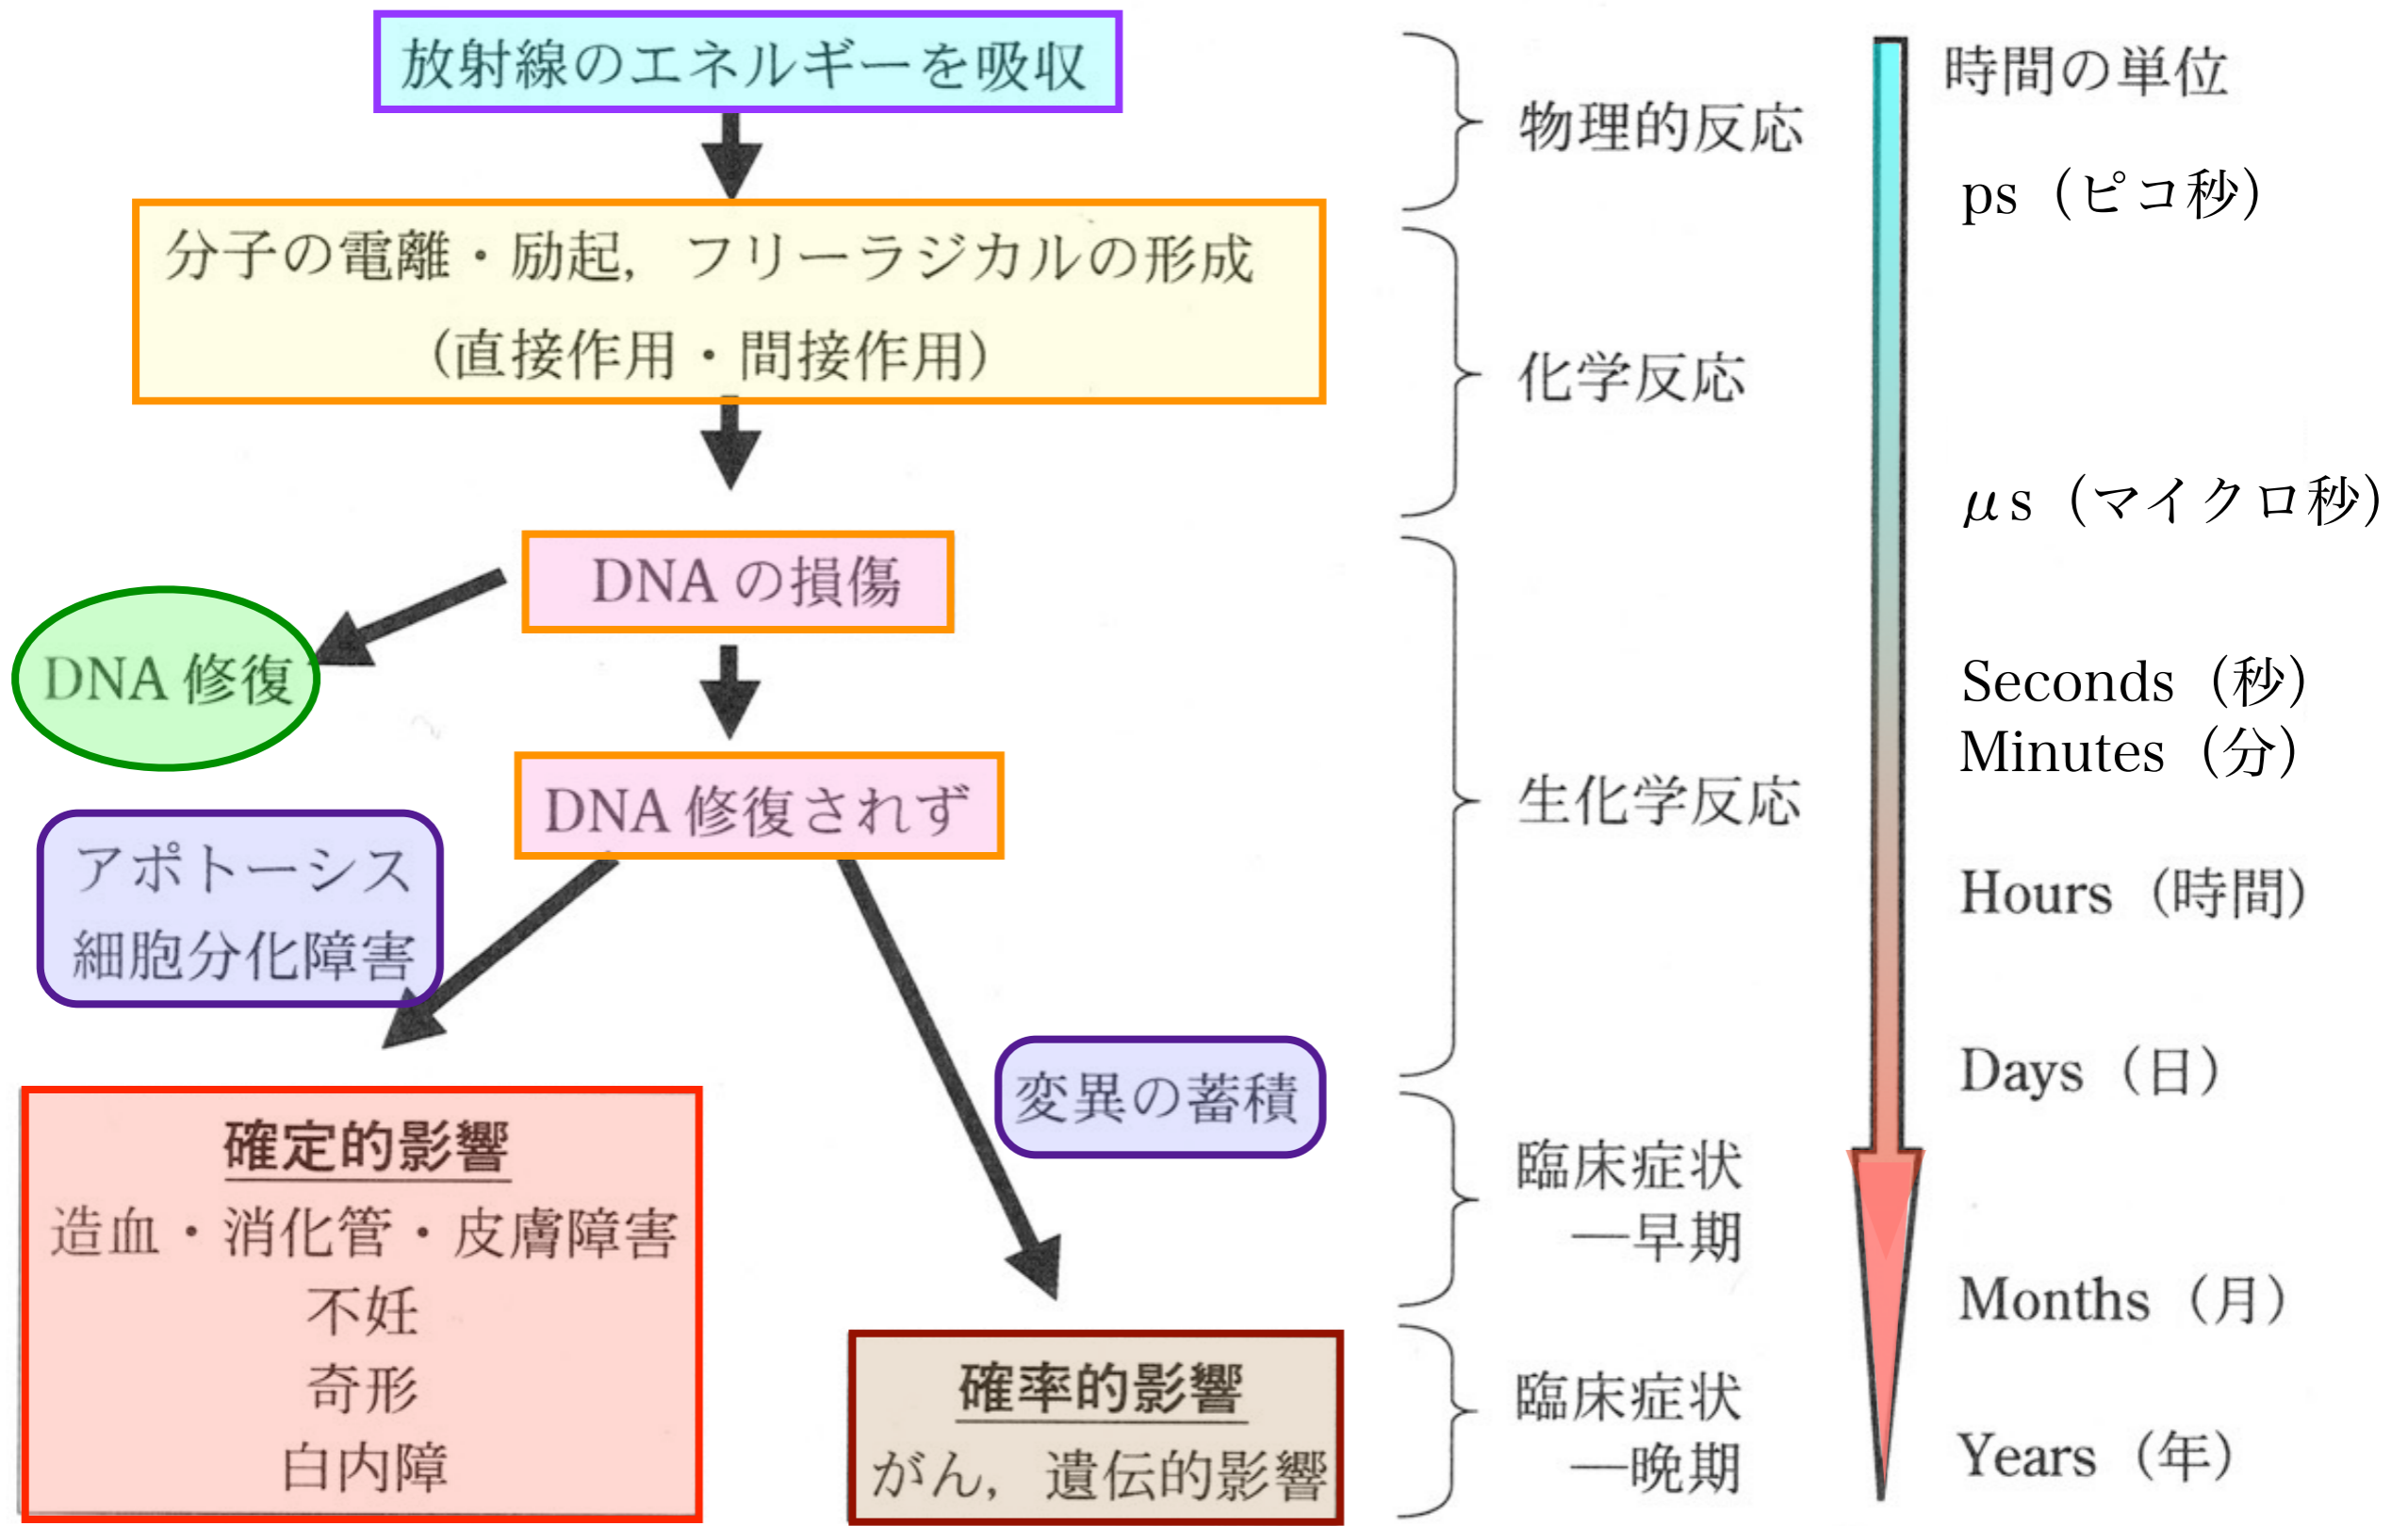 放射線のエネルギーを吸収
分子の電離・励起，フリーラジカルの形成
（直接作用・間接作用）
DNA の損傷
DNA 修復
DNA 修復されず
アポトーシス
細胞分化障害
変異の蓄積
確定的影響
造血・消化管・皮膚障害
不妊
奇形
白内障
確率的影響
がん，遺伝的影響
物理的反応
化学反応
生化学反応
臨床症状
―早期
臨床症状
―晩期
時間の単位
ps（ピコ秒）
μs（マイクロ秒）
Seconds（秒）
Minutes（分）
Hours（時間）
Days（日）
Months（月）
Years（年）